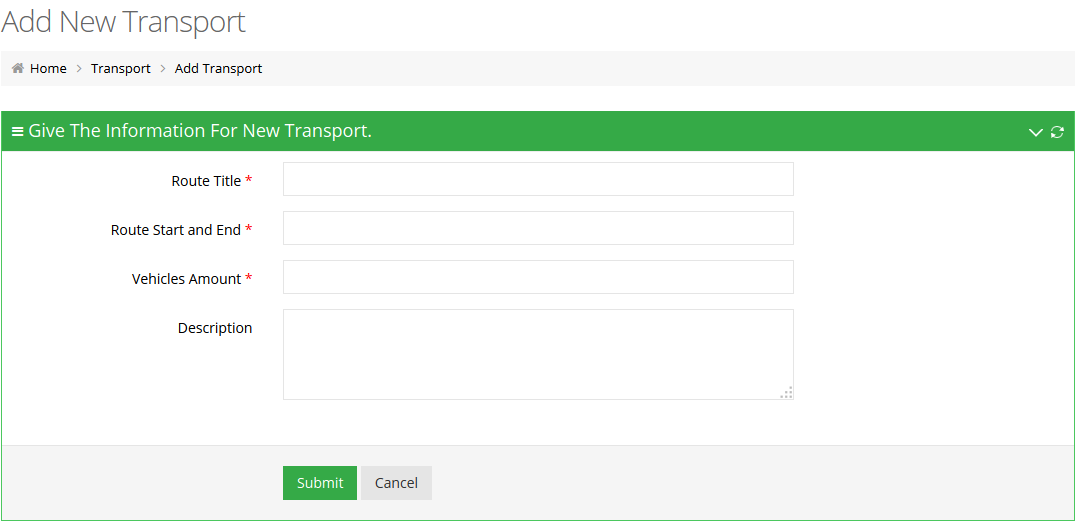 Add New Transport
Home > Transport > Add Transport
Give The Information For New Transport.
Route Title *
Route Start and End *
Vehicles Amount *
Description
Submit Cancel